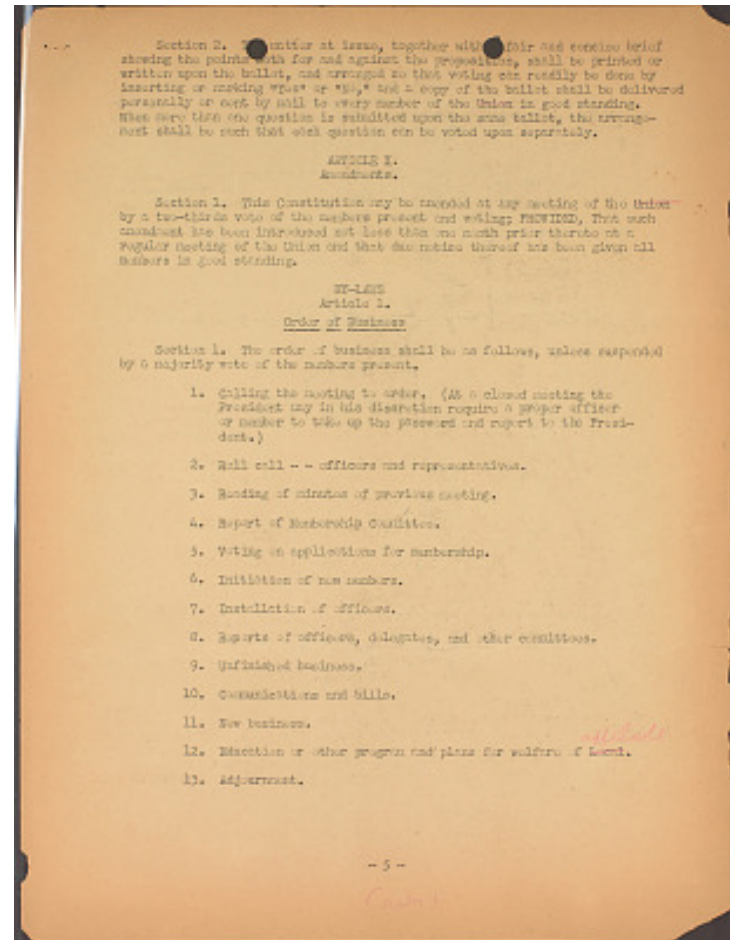 Section 2. The matter at issue, together with a fair and concise brief
showing the points both for and against the proposition, shall be printed or
written upon the ballot, and arranged so that voting can readily be done by
inserting or marking "Yes" or "No," and a copy of the ballot shall be delivered
personally or sent by mail to every member of the Union in good standing.
When more than one question is submitted upon the same ballot, the arrange-
ment shall be such that each question can be voted upon separately.
ARTICLE X.
Amendments.
Section 1. This Constitution may be amended at any meeting of the Union
by a two-thirds vote of the members present and voting; PROVIDED, That such
amendment has been introduced not less than one month prior thereto at a
regular meeting of the Union and that due notice thereof has been given all
members in good standing.
BY-LAWS
Article 1.
Order of Business
Section 1. The order of business shall be as follows, unless suspended
by a majority vote of the members present.
1. Calling the meeting to order. (At a closed meeting the
President may in his discretion require a proper officer
or member to take up the password and report to the Presi-
dent.)
2. Roll call -- officers and representatives.
3. Reading of minutes of previous meeting.
4. Report of Membership Committee.
5. Voting on applications for membership.
6. Initiation of new members.
7. Installation of officers.
8. Reports of officers, delegates, and other committees.
9. Unfinished business.
10. Communications and bills.
11. New business.
12. Education or other program and plans for welfare of Local.
13. Adjournment.
- 5 -